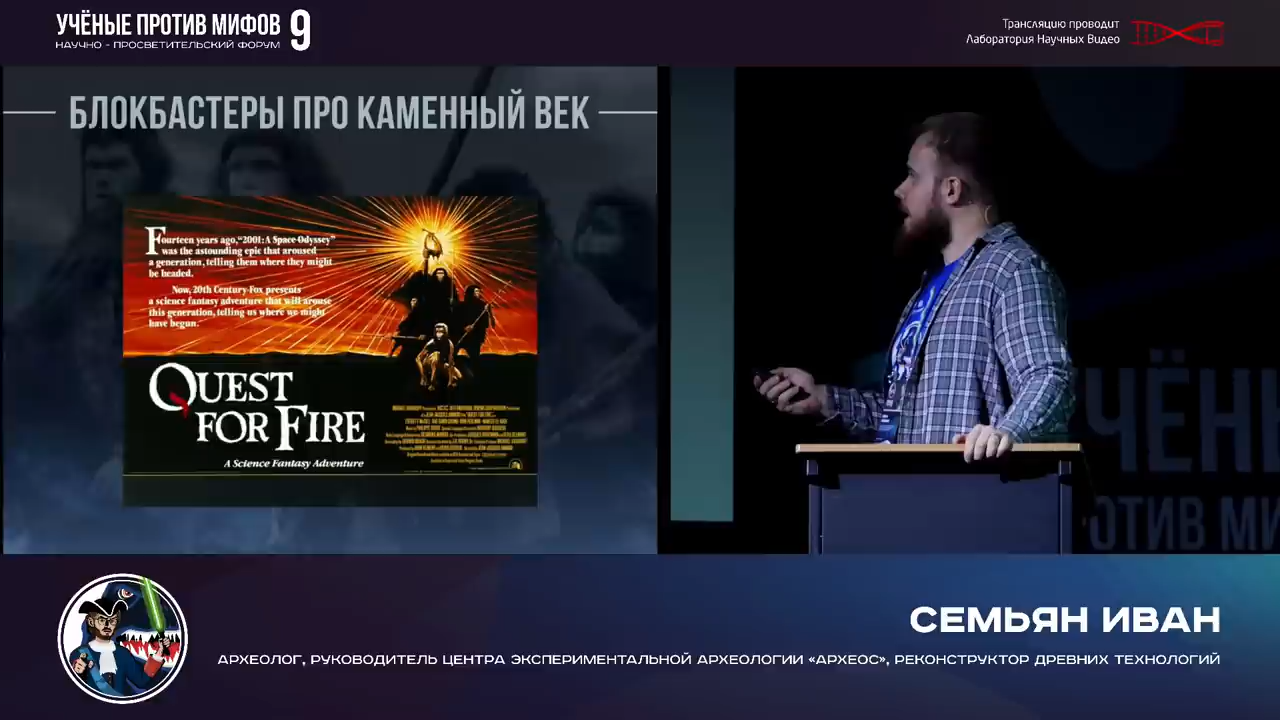 УЧЁНЫЕ ПРОТИВ МИФОВ 9
НАУЧНО - ПРОСВЕТИТЕЛЬСКИЙ ФОРУМ
Трансляцию проводит
Лаборатория Научных Видео
БЛОКБАСТЕРЫ ПРО КАМЕННЫЙ ВЕК
Fourteen years ago, "2001: A Space Odyssey"
was the astounding epic that aroused
a generation, telling them where they might
be headed.
Now, 20th Century-Fox presents
a science fantasy adventure that will arouse
this generation, telling us where we might
have begun.
QUEST
FOR FIRE
A Science Fantasy Adventure
ЧЁН
ОТИВ МИ
СЕМЬЯН ИВАН
АРХЕОЛОГ, РУКОВОДИТЕЛЬ ЦЕНТРА ЭКСПЕРИМЕНТАЛЬНОЙ АРХЕОЛОГИИ «АРХЕОС», РЕКОНСТРУКТОР ДРЕВНИХ ТЕХНОЛОГИЙ